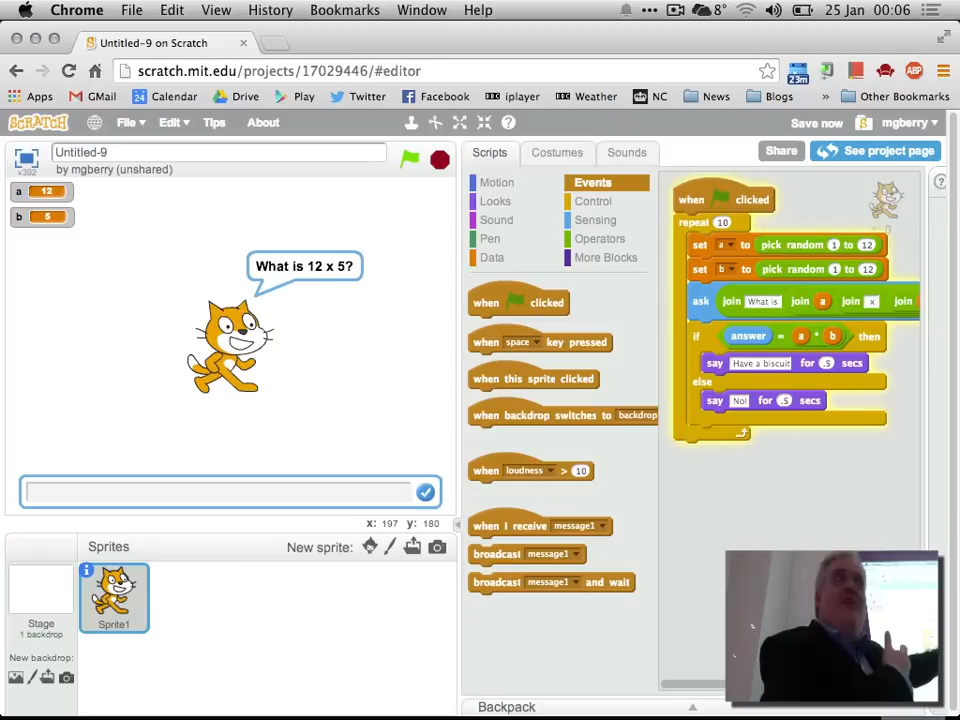 Chrome File Edit View History Bookmarks Window Help 8° 25 Jan 00:06
Untitled-9 on Scratch
scratch.mit.edu/projects/17029446/#editor 23m ABP
Apps GMail 24 Calendar Drive Play Twitter Facebook BBC iplayer BBC Weather NC News Blogs » Other Bookmarks
SCRATCH File Edit Tips About Save now mgberry
Untitled-9
by mgberry (unshared)
v392
Scripts Costumes Sounds Share See project page
a 12
b 5
What is 12 x 5?
Motion Events
Looks Control
Sound Sensing
Pen Operators
Data More Blocks
when clicked
when space key pressed
when this sprite clicked
when backdrop switches to backdrop
when loudness > 10
when I receive message1
broadcast message1
broadcast message1 and wait
when clicked
repeat 10
set a to pick random 1 to 12
set b to pick random 1 to 12
ask join What is join a join x join
if answer = a * b then
say Have a biscuit for .5 secs
else
say No! for .5 secs
x: 197 y: 180
Sprites New sprite:
Stage
1 backdrop
New backdrop:
Sprite1
Backpack